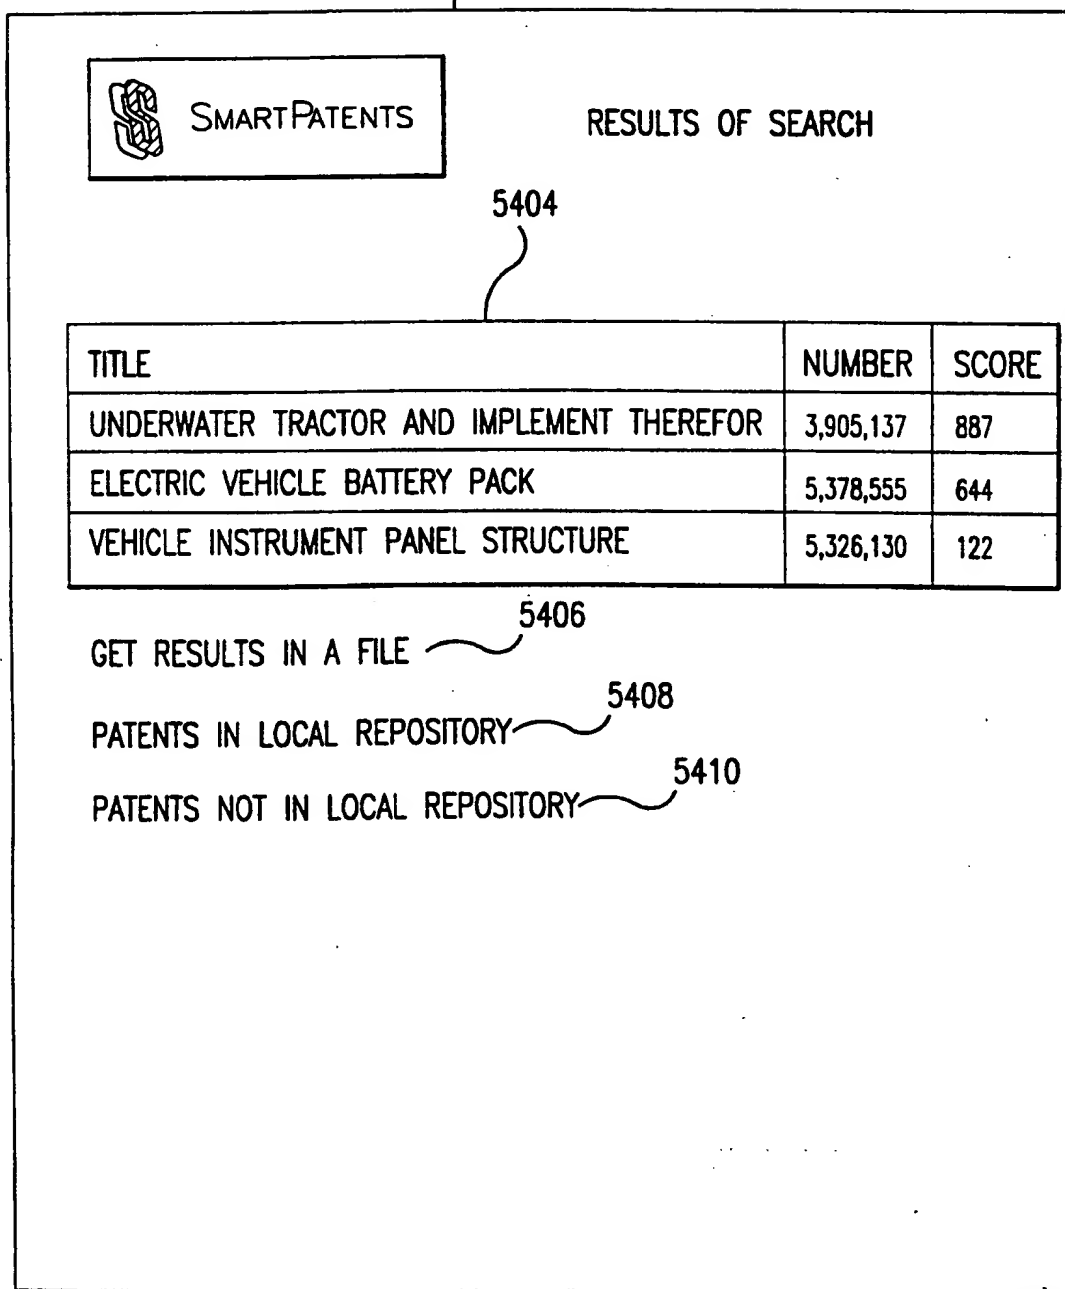 SMARTPATENTS
RESULTS OF SEARCH
5404
TITLE NUMBER SCORE
UNDERWATER TRACTOR AND IMPLEMENT THEREFOR 3,905,137 887
ELECTRIC VEHICLE BATTERY PACK 5,378,555 644
VEHICLE INSTRUMENT PANEL STRUCTURE 5,326,130 122
5406
GET RESULTS IN A FILE
5408
PATENTS IN LOCAL REPOSITORY
5410
PATENTS NOT IN LOCAL REPOSITORY